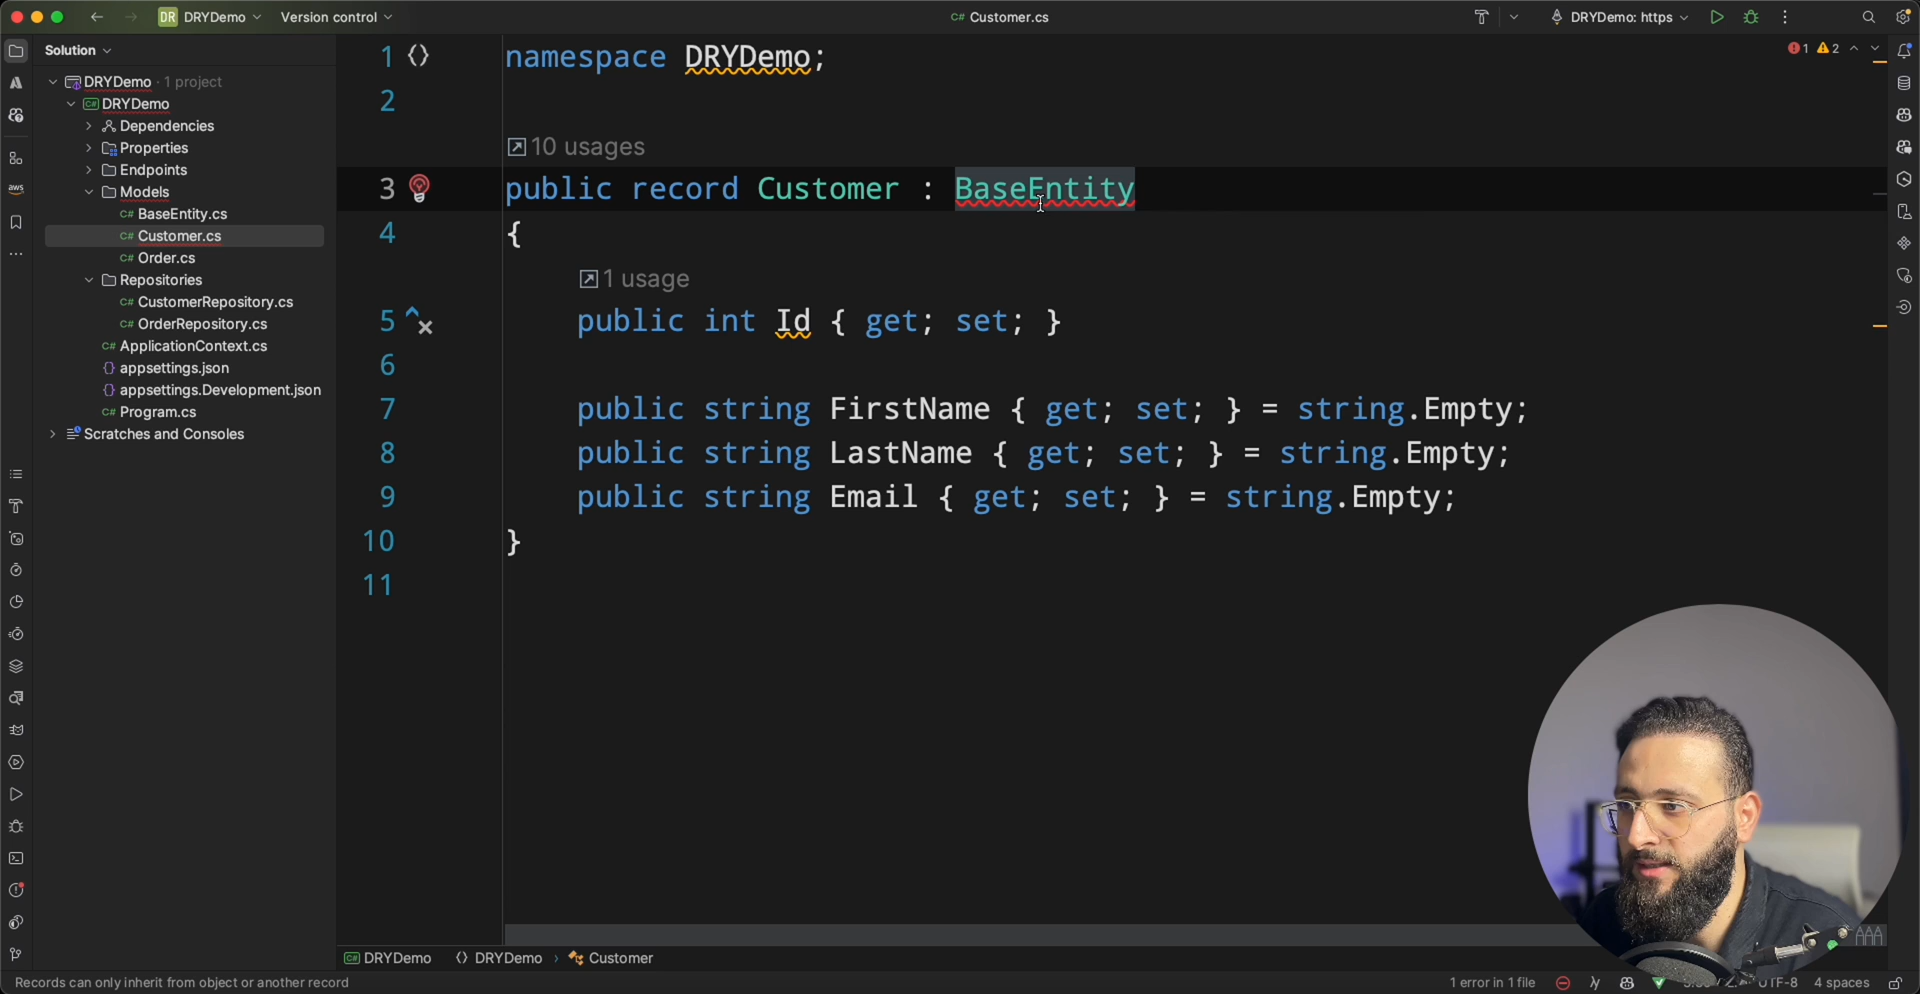 DR DRYDemo Version control
C# Customer.cs
DRYDemo: https
Solution
DRYDemo · 1 project
C# DRYDemo
Dependencies
Properties
Endpoints
Models
C# BaseEntity.cs
C# Customer.cs
C# Order.cs
Repositories
C# CustomerRepository.cs
C# OrderRepository.cs
C# ApplicationContext.cs
{} appsettings.json
{} appsettings.Development.json
C# Program.cs
Scratches and Consoles
aws
1 2
1 namespace DRYDemo;
2
10 usages
3 public record Customer : BaseEntity
4 {
1 usage
5 public int Id { get; set; }
6
7 public string FirstName { get; set; } = string.Empty;
8 public string LastName { get; set; } = string.Empty;
9 public string Email { get; set; } = string.Empty;
10 }
11
C# DRYDemo DRYDemo › Customer
Records can only inherit from object or another record
1 error in 1 file
UTF-8 4 spaces